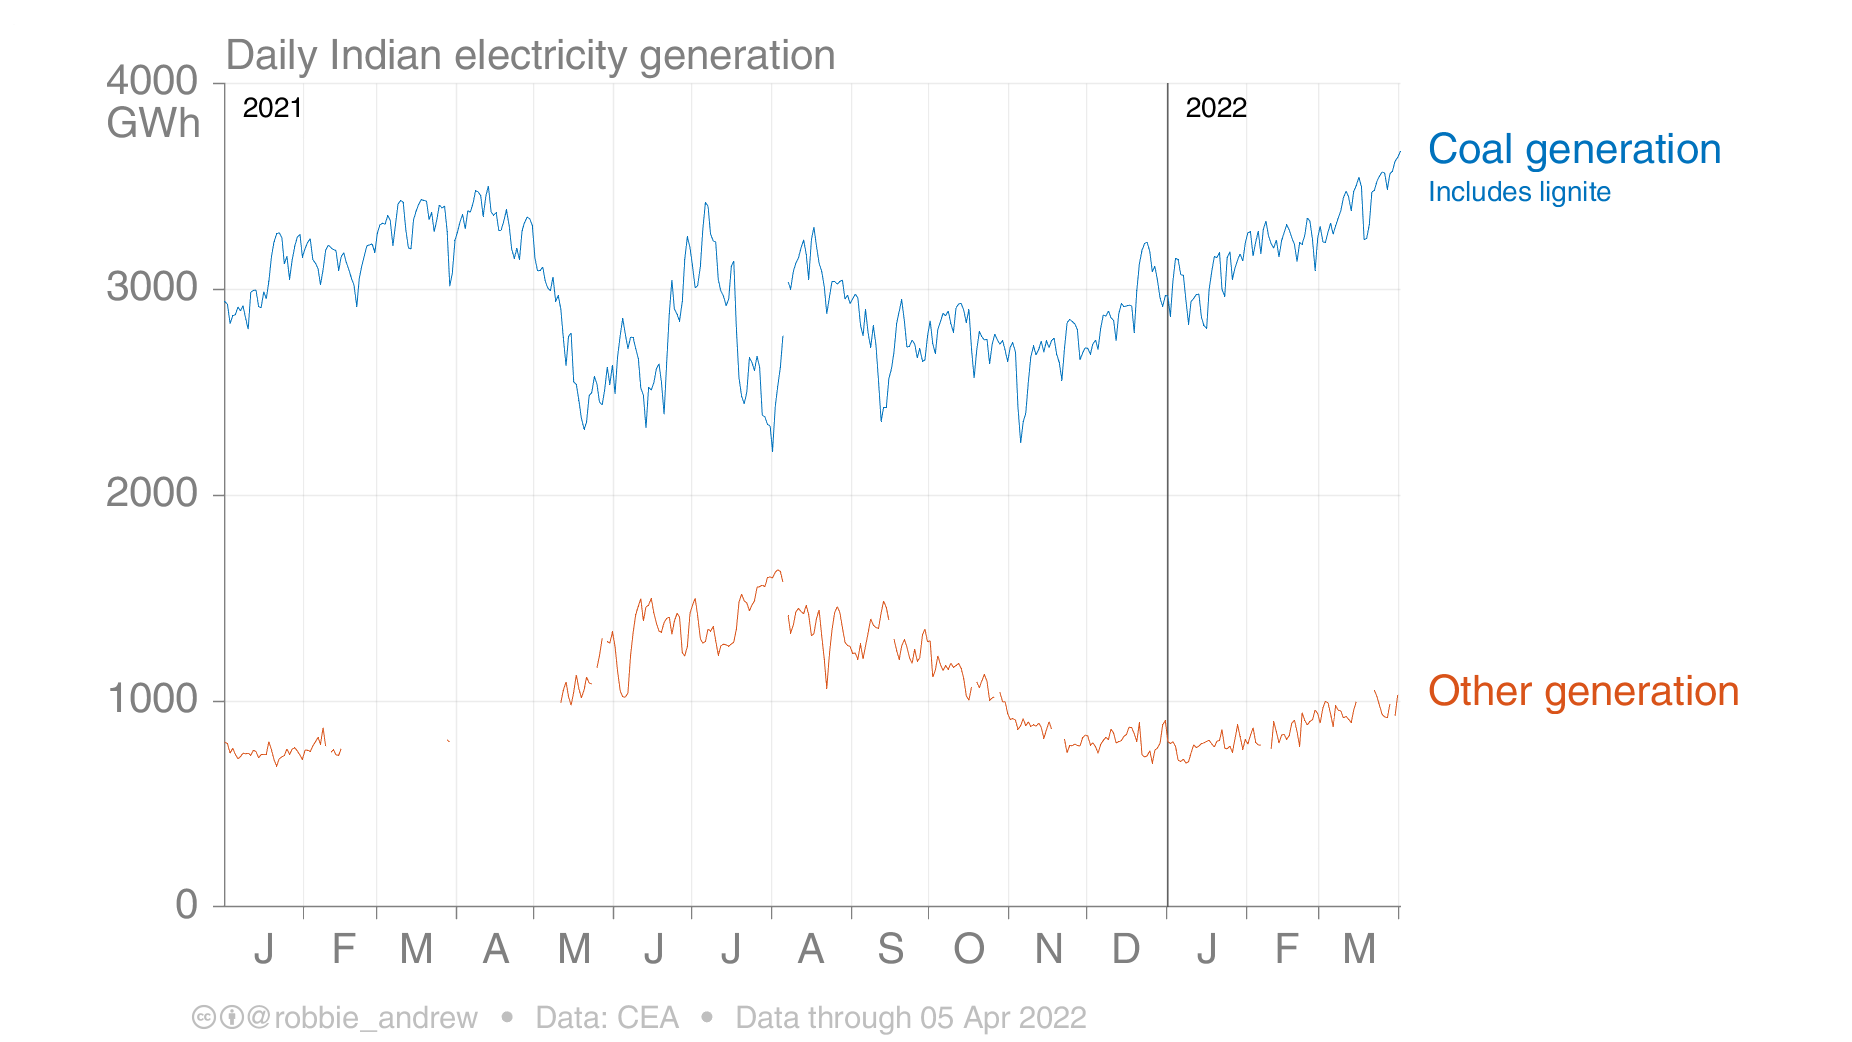 Daily Indian electricity generation
4000
GWh
2021
2022
Coal generation
Includes lignite
3000
2000
Other generation
1000
0
J F M A M J J A S O N D J F M
@robbie_andrew • Data: CEA • Data through 05 Apr 2022